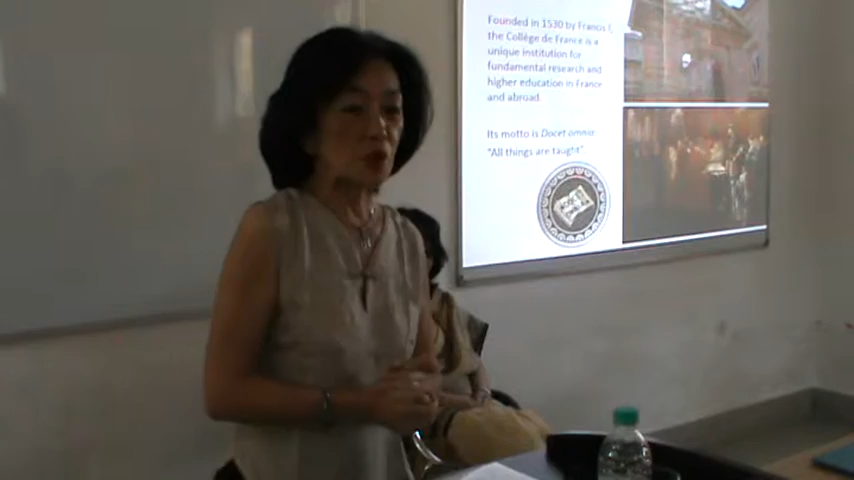 Founded in 1530 by Francis I,
the Collège de France is a
unique institution for
fundamental research and
higher education in France
and abroad.
Its motto is Docet omnia
"All things are taught"